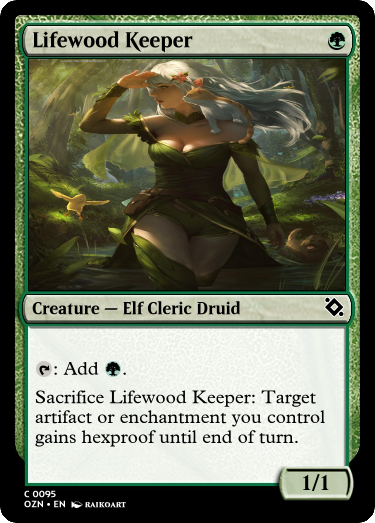 Lifewood Keeper
Creature — Elf Cleric Druid
: Add .
Sacrifice Lifewood Keeper: Target
artifact or enchantment you control
gains hexproof until end of turn.
1/1
C 0095
OZN • EN RAIKOART